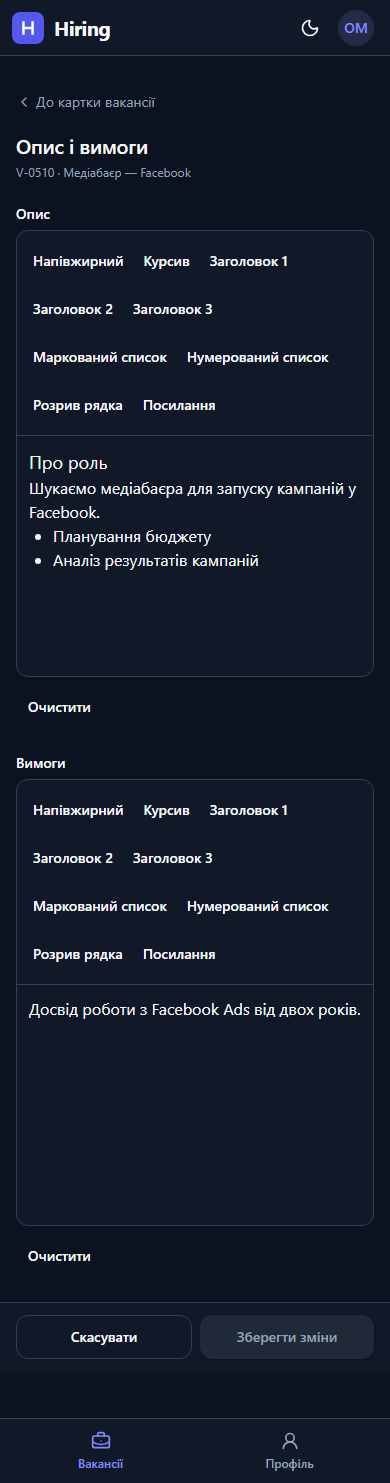 H Hiring OM
До картки вакансії
Опис і вимоги
V-0510 · Медіабаєр — Facebook
Опис
Напівжирний Курсив Заголовок 1
Заголовок 2 Заголовок 3
Маркований список Нумерований список
Розрив рядка Посилання
Про роль
Шукаємо медіабаєра для запуску кампаній у
Facebook.
• Планування бюджету
• Аналіз результатів кампаній
Очистити
Вимоги
Напівжирний Курсив Заголовок 1
Заголовок 2 Заголовок 3
Маркований список Нумерований список
Розрив рядка Посилання
Досвід роботи з Facebook Ads від двох років.
Очистити
Скасувати Зберегти зміни
Вакансії Профіль